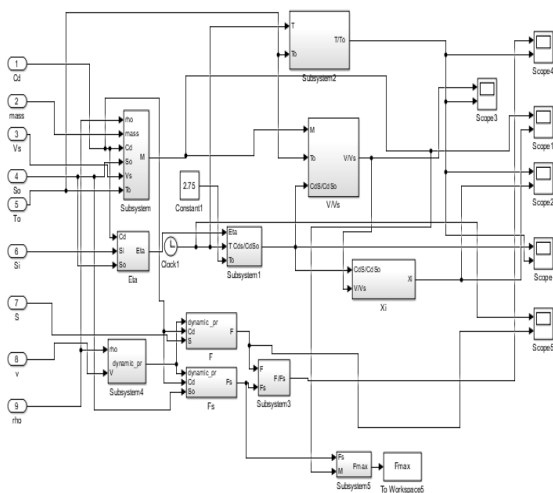 1
Cd
2
mass
3
Vs
4
So
5
To
6
Si
7
S
8
v
9
rho
rho
mass
Cd
So
Vs
To
M
Subsystem
Cd
Si
So
Eta
Eta
rho
V
dynamic_pr
Subsystem4
Clock1
2.75
Constant1
T
To
T/To
Subsystem2
M
To
CdS/CdSo
V/Vs
V/Vs
Eta
T
To
Cds/CdSo
Subsystem1
CdS/CdSo
V/Vs
Xi
Xi
dynamic_pr
Cd
S
F
F
dynamic_pr
Cd
So
Fs
Fs
F
Fs
F/Fs
Subsystem3
Fs
M
Fmax
Subsystem5
Fmax
To Workspace5
Scope4
Scope3
Scope1
Scope2
Scope
Scope5